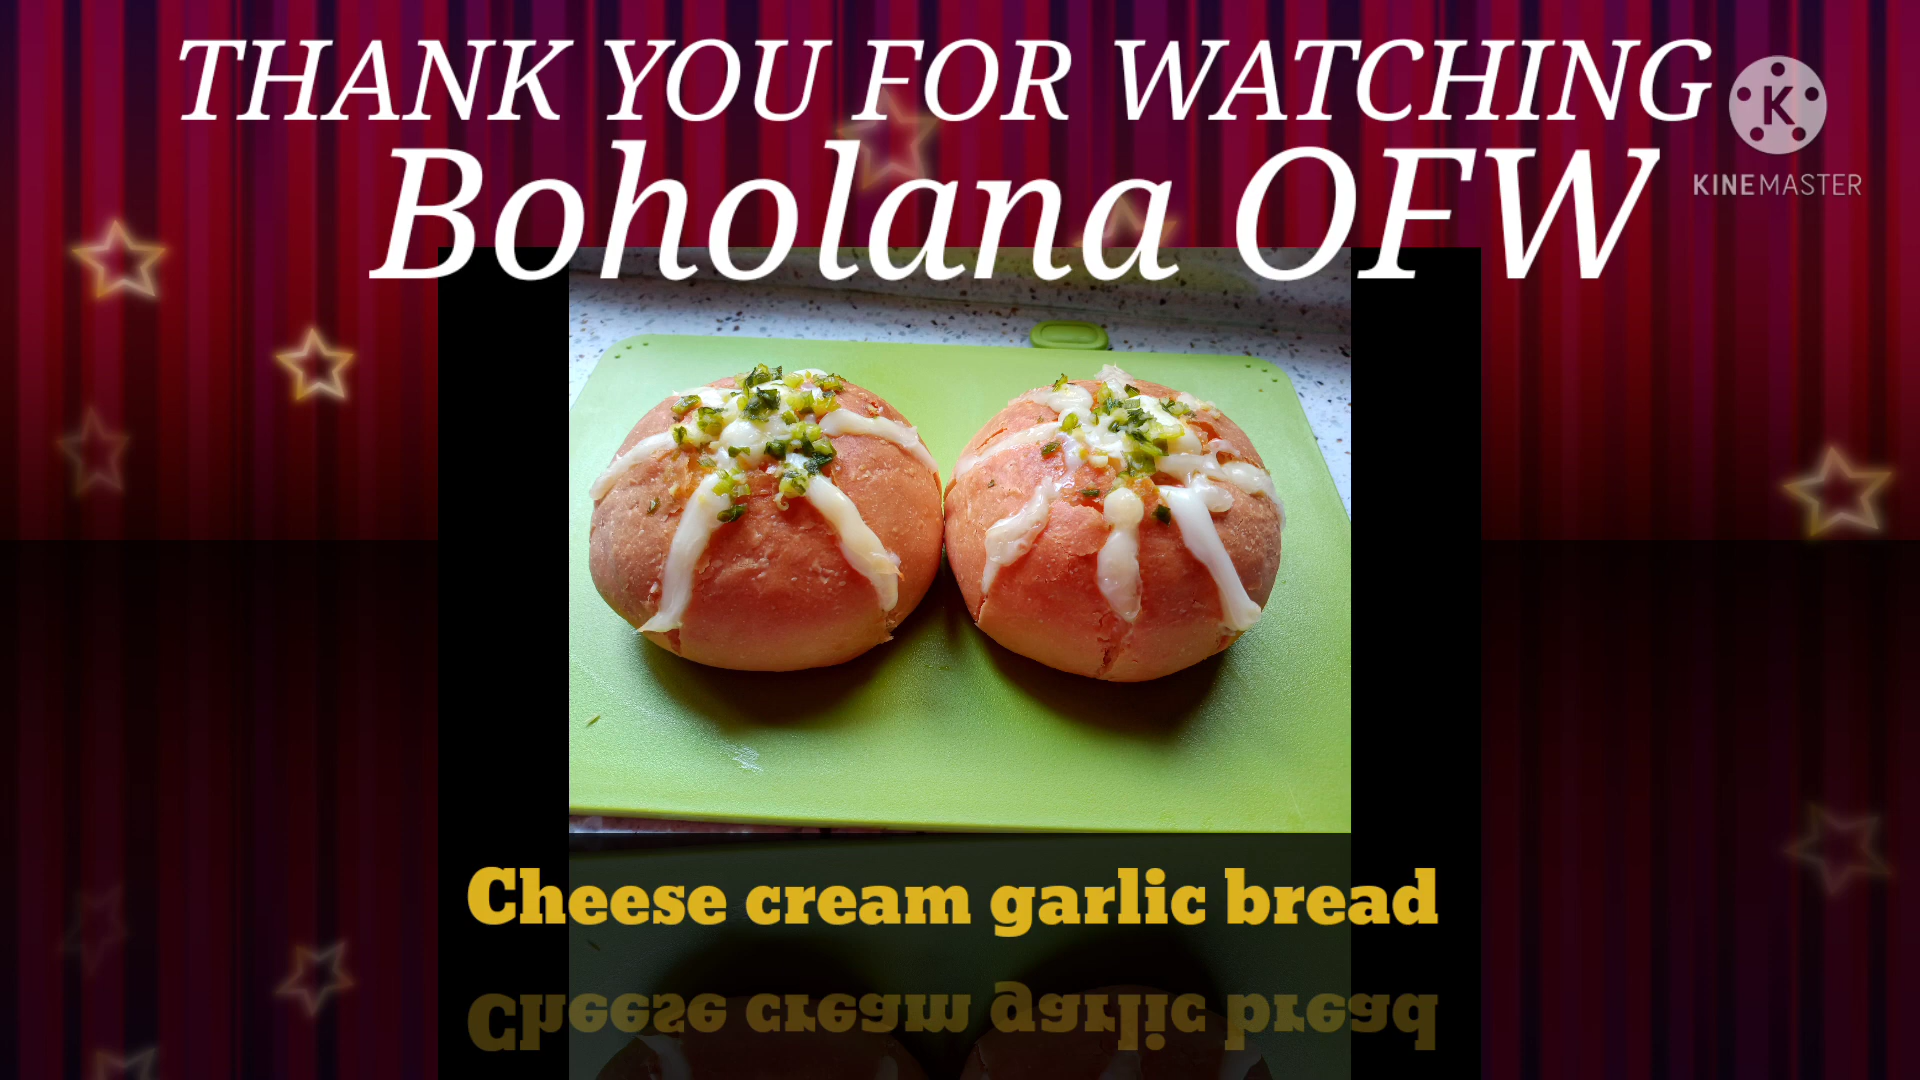 THANK YOU FOR WATCHING
Boholana OFW
K
KINEMASTER
Cheese cream garlic bread
Cheese cream garlic bread